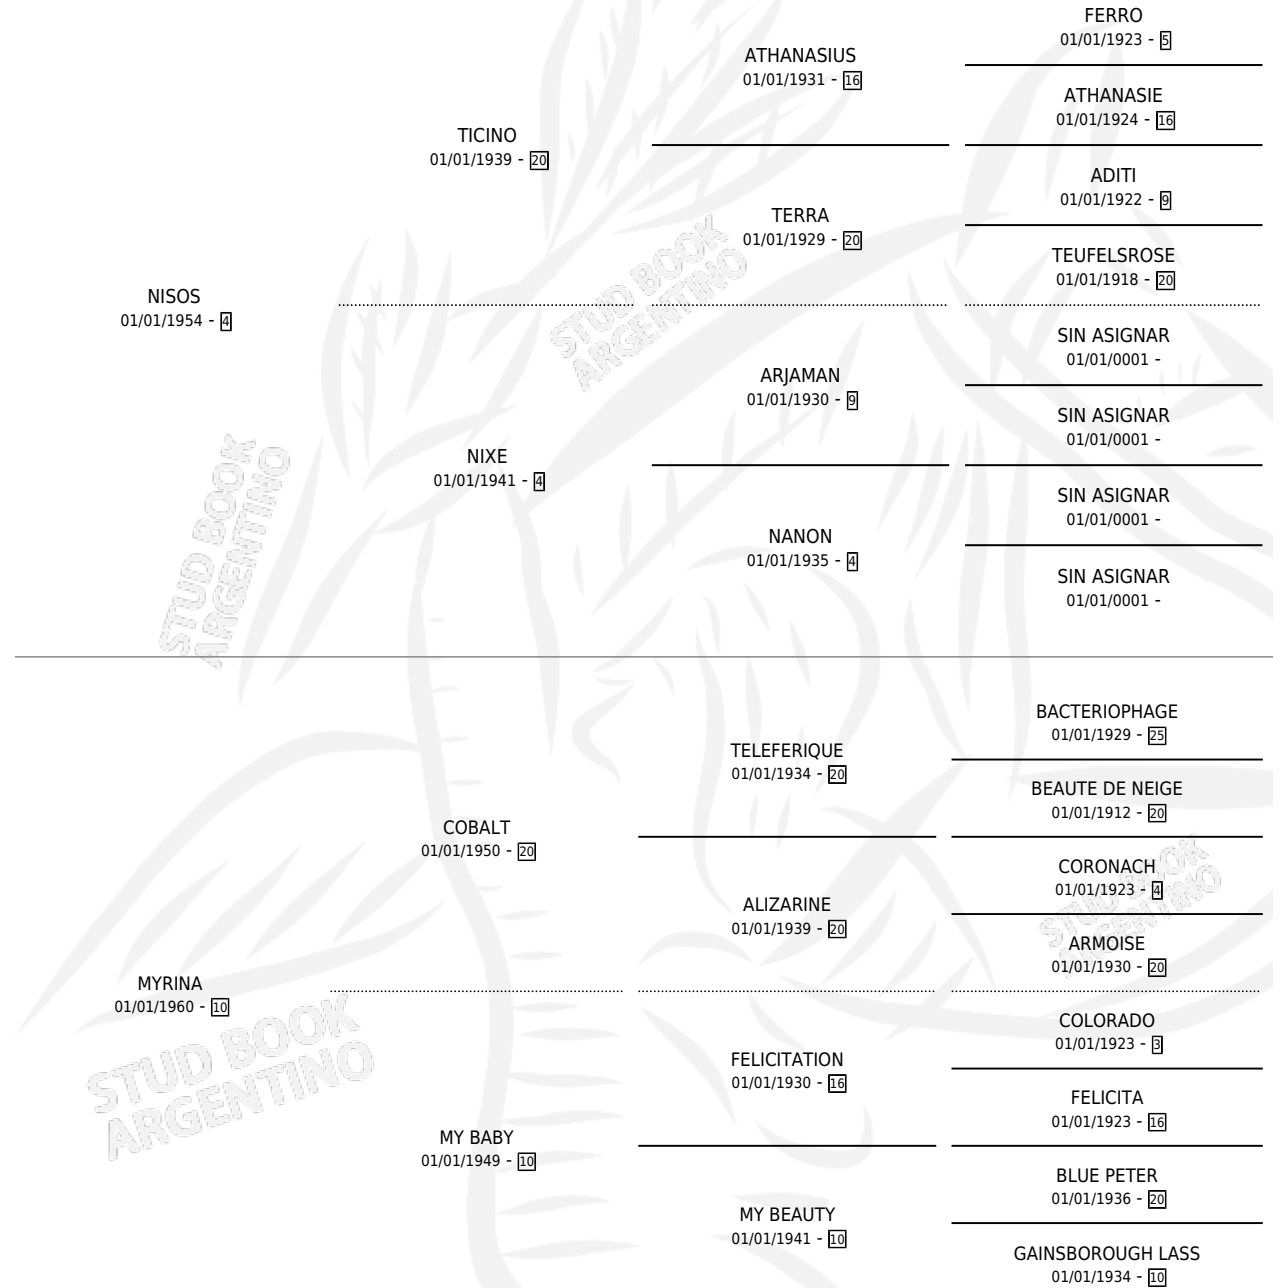 FERRO
01/01/1923 - 5
ATHANASIUS
01/01/1931 - 16
ATHANASIE
01/01/1924 - 16
TICINO
01/01/1939 - 20
ADITI
01/01/1922 - 9
TERRA
01/01/1929 - 20
TEUFELSROSE
01/01/1918 - 20
NISOS
01/01/1954 - 4
SIN ASIGNAR
01/01/0001 -
ARJAMAN
01/01/1930 - 9
SIN ASIGNAR
01/01/0001 -
NIXE
01/01/1941 - 4
SIN ASIGNAR
01/01/0001 -
NANON
01/01/1935 - 4
SIN ASIGNAR
01/01/0001 -
STUD BOOK
ARGENTINO
STUD BOOK
ARGENTINO
BACTERIOPHAGE
01/01/1929 - 25
TELEFERIQUE
01/01/1934 - 20
BEAUTE DE NEIGE
01/01/1912 - 20
COBALT
01/01/1950 - 20
CORONACH
01/01/1923 - 4
ALIZARINE
01/01/1939 - 20
ARMOISE
01/01/1930 - 20
MYRINA
01/01/1960 - 10
COLORADO
01/01/1923 - 3
FELICITATION
01/01/1930 - 16
FELICITA
01/01/1923 - 16
MY BABY
01/01/1949 - 10
BLUE PETER
01/01/1936 - 20
MY BEAUTY
01/01/1941 - 10
GAINSBOROUGH LASS
01/01/1934 - 10
STUD BOOK
ARGENTINO
STUD BOOK
ARGENTINO